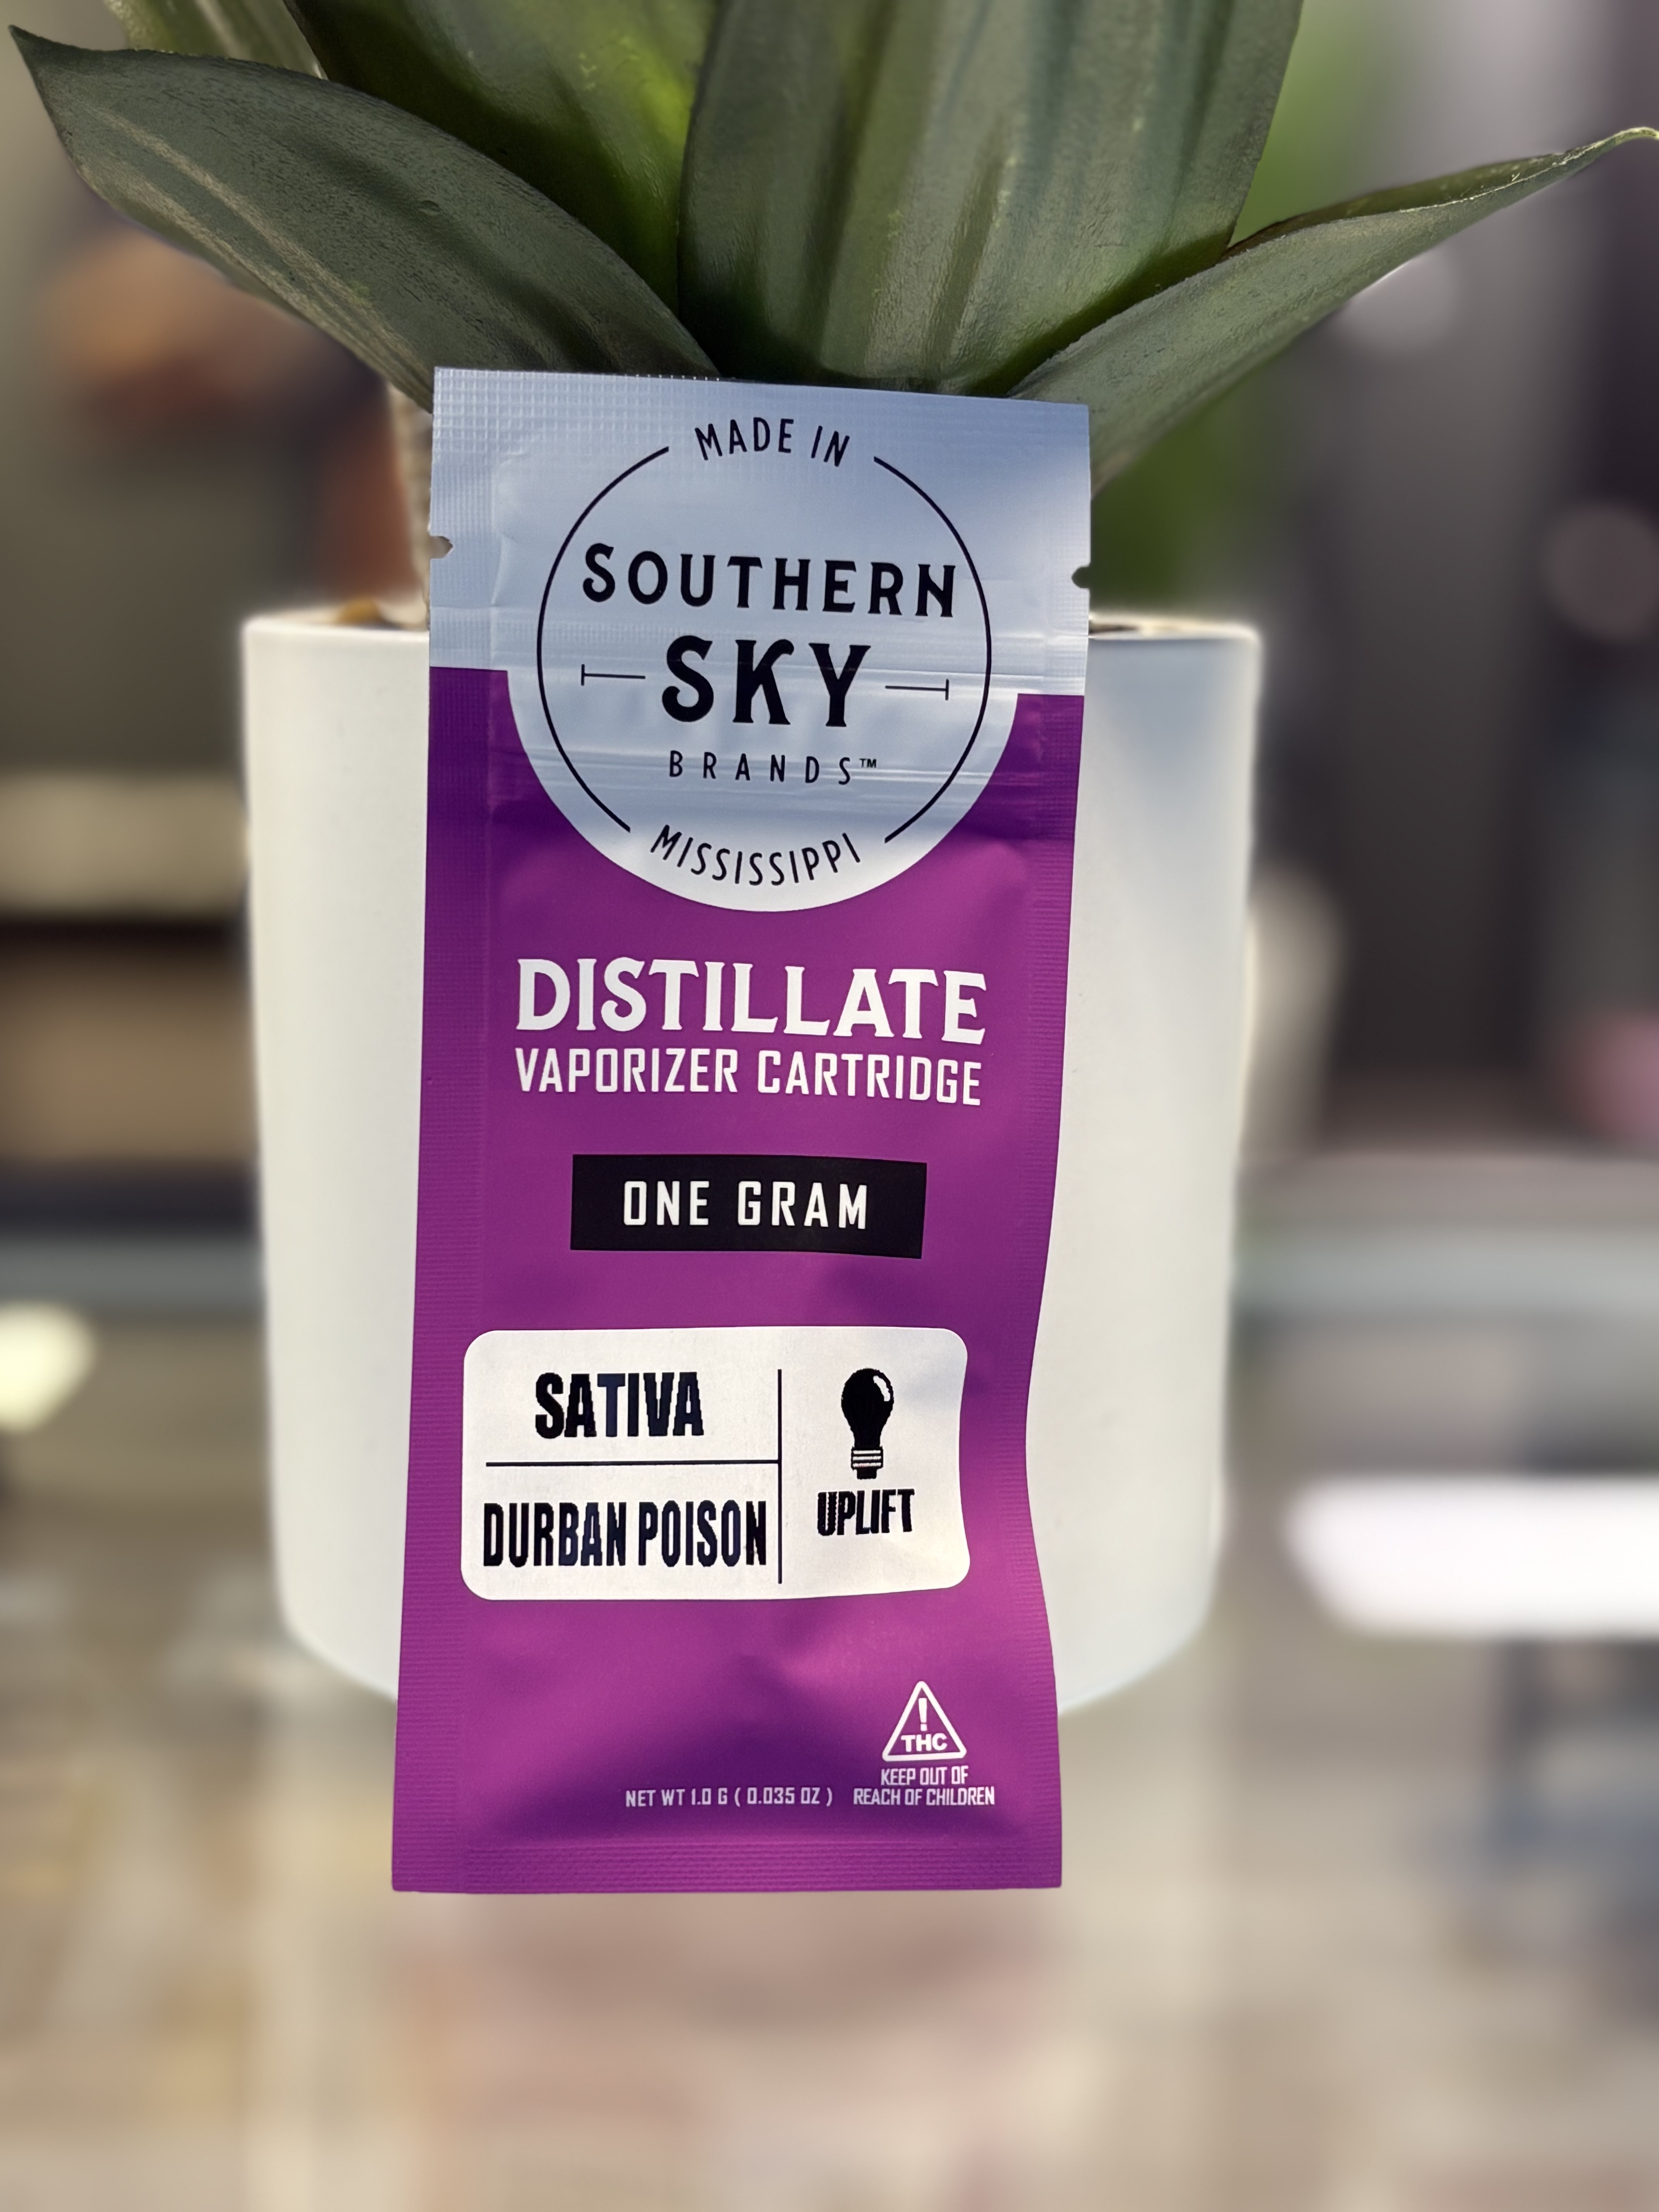 MADE IN
SOUTHERN
SKY
BRANDS™
MISSISSIPPI
DISTILLATE
VAPORIZER CARTRIDGE
ONE GRAM
SATIVA
DURBAN POISON
UPLIFT
! THC
KEEP OUT OF
REACH OF CHILDREN
NET WT 1.0 G ( 0.035 OZ )